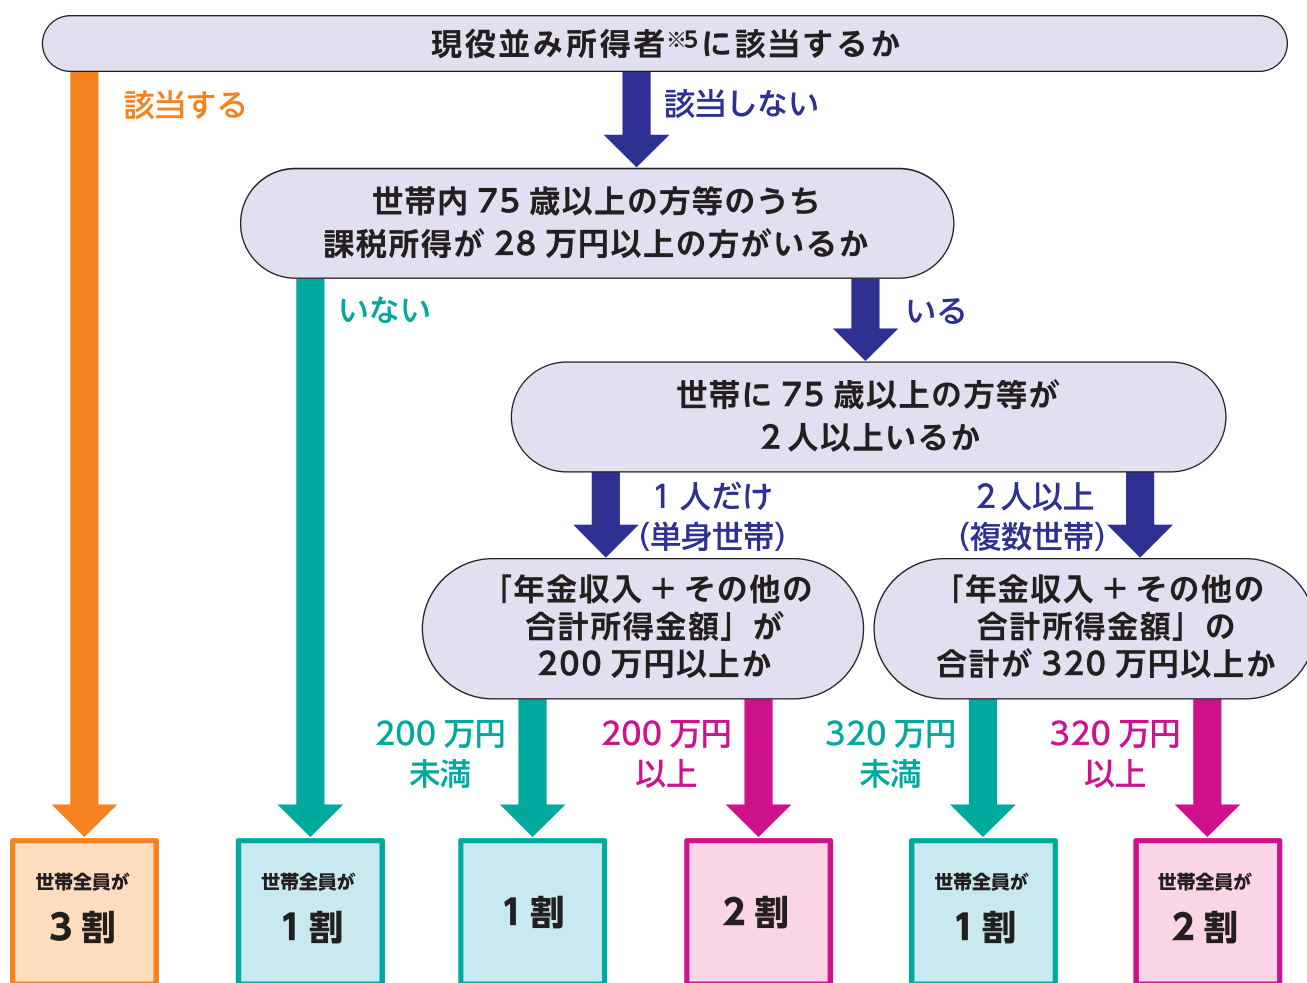 現役並み所得者※5に該当するか
該当する
該当しない
世帯内 75 歳以上の方等のうち
課税所得が 28 万円以上の方がいるか
いない
いる
世帯に 75 歳以上の方等が
2 人以上いるか
1 人だけ
(単身世帯)
2 人以上
(複数世帯)
「年金収入 + その他の
合計所得金額」が
200 万円以上か
「年金収入 + その他の
合計所得金額」の
合計が 320 万円以上か
200 万円
未満
200 万円
以上
320 万円
未満
320 万円
以上
世帯全員が
3 割
世帯全員が
1 割
1 割
2 割
世帯全員が
1 割
世帯全員が
2 割